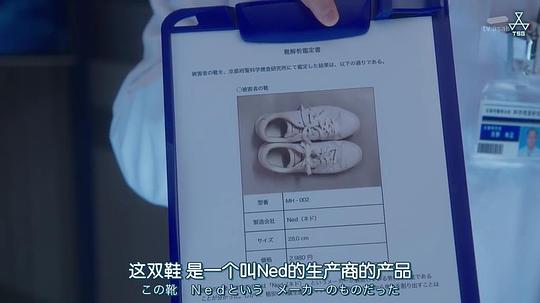 tv asahi
TSG
靴解析鑑定書
被害者の靴を、京都府警科学捜査研究所にて鑑定した結果は、以下の通りである。
○被害者の靴
型番 MH-002
製造会社 Ned（ネド）
サイズ 28.0 cm
価格 2,980 円
这双鞋 是一个叫Ned的生产商的产品
この靴 Ｎｅｄという メーカーのものだった